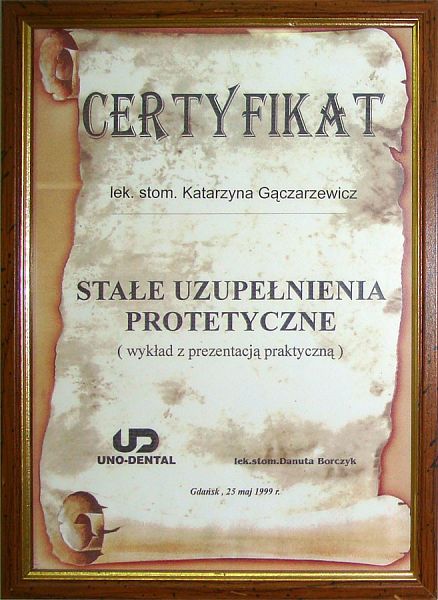 CERTYFIKAT
lek. stom. Katarzyna Gączarzewicz
STAŁE UZUPEŁNIENIA
PROTETYCZNE
( wykład z prezentacją praktyczną )
UD
UNO-DENTAL
lek.stom.Danuta Borczyk
Gdańsk , 25 maj 1999 r.